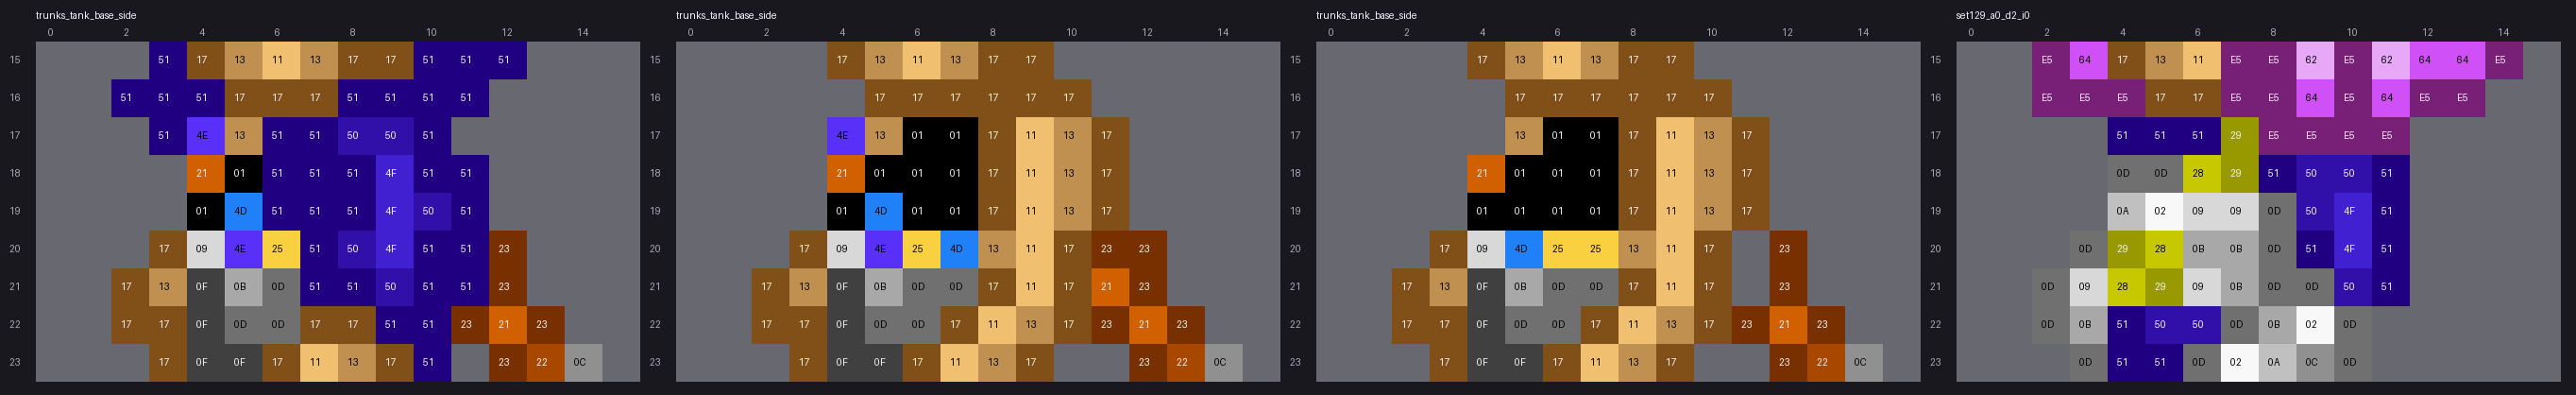 trunks_tank_base_side trunks_tank_base_side trunks_tank_base_side set129_a0_d2_i0
0 2 4 6 8 10 12 14 0 2 4 6 8 10 12 14 0 2 4 6 8 10 12 14 0 2 4 6 8 10 12 14
15 51 17 13 11 13 17 17 51 51 51 15 17 13 11 13 17 17 15 17 13 11 13 17 17 15 E5 64 17 13 11 E5 E5 62 E5 62 64 64 E5
16 51 51 51 17 17 17 51 51 51 51 16 17 17 17 17 17 17 16 17 17 17 17 17 17 16 E5 E5 E5 17 17 E5 E5 64 E5 64 E5 E5
17 51 4E 13 51 51 50 50 51 17 4E 13 01 01 17 11 13 17 17 13 01 01 17 11 13 17 17 51 51 51 29 E5 E5 E5 E5
18 21 01 51 51 51 4F 51 51 18 21 01 01 01 17 11 13 17 18 21 01 01 01 17 11 13 17 18 0D 0D 28 29 51 50 50 51
19 01 4D 51 51 51 4F 50 51 19 01 4D 01 01 17 11 13 17 19 01 01 01 01 17 11 13 17 19 0A 02 09 09 0D 50 4F 51
20 17 09 4E 25 51 50 4F 51 51 23 20 17 09 4E 25 4D 13 11 17 23 23 20 17 09 4D 25 25 13 11 17 23 20 0D 29 28 0B 0B 0D 51 4F 51
21 17 13 0F 0B 0D 51 51 50 51 51 23 21 17 13 0F 0B 0D 0D 17 11 17 21 23 21 17 13 0F 0B 0D 0D 17 11 17 23 21 0D 09 28 29 09 0B 0D 0D 50 51
22 17 17 0F 0D 0D 17 17 51 51 23 21 23 22 17 17 0F 0D 0D 17 11 13 17 23 21 23 22 17 17 0F 0D 0D 17 11 13 17 23 21 23 22 0D 0B 51 50 50 0D 0B 02 0D
23 17 0F 0F 17 11 13 17 51 23 22 0C 23 17 0F 0F 17 11 13 17 23 22 0C 23 17 0F 0F 17 11 13 17 23 22 0C 23 0D 51 51 0D 02 0A 0C 0D